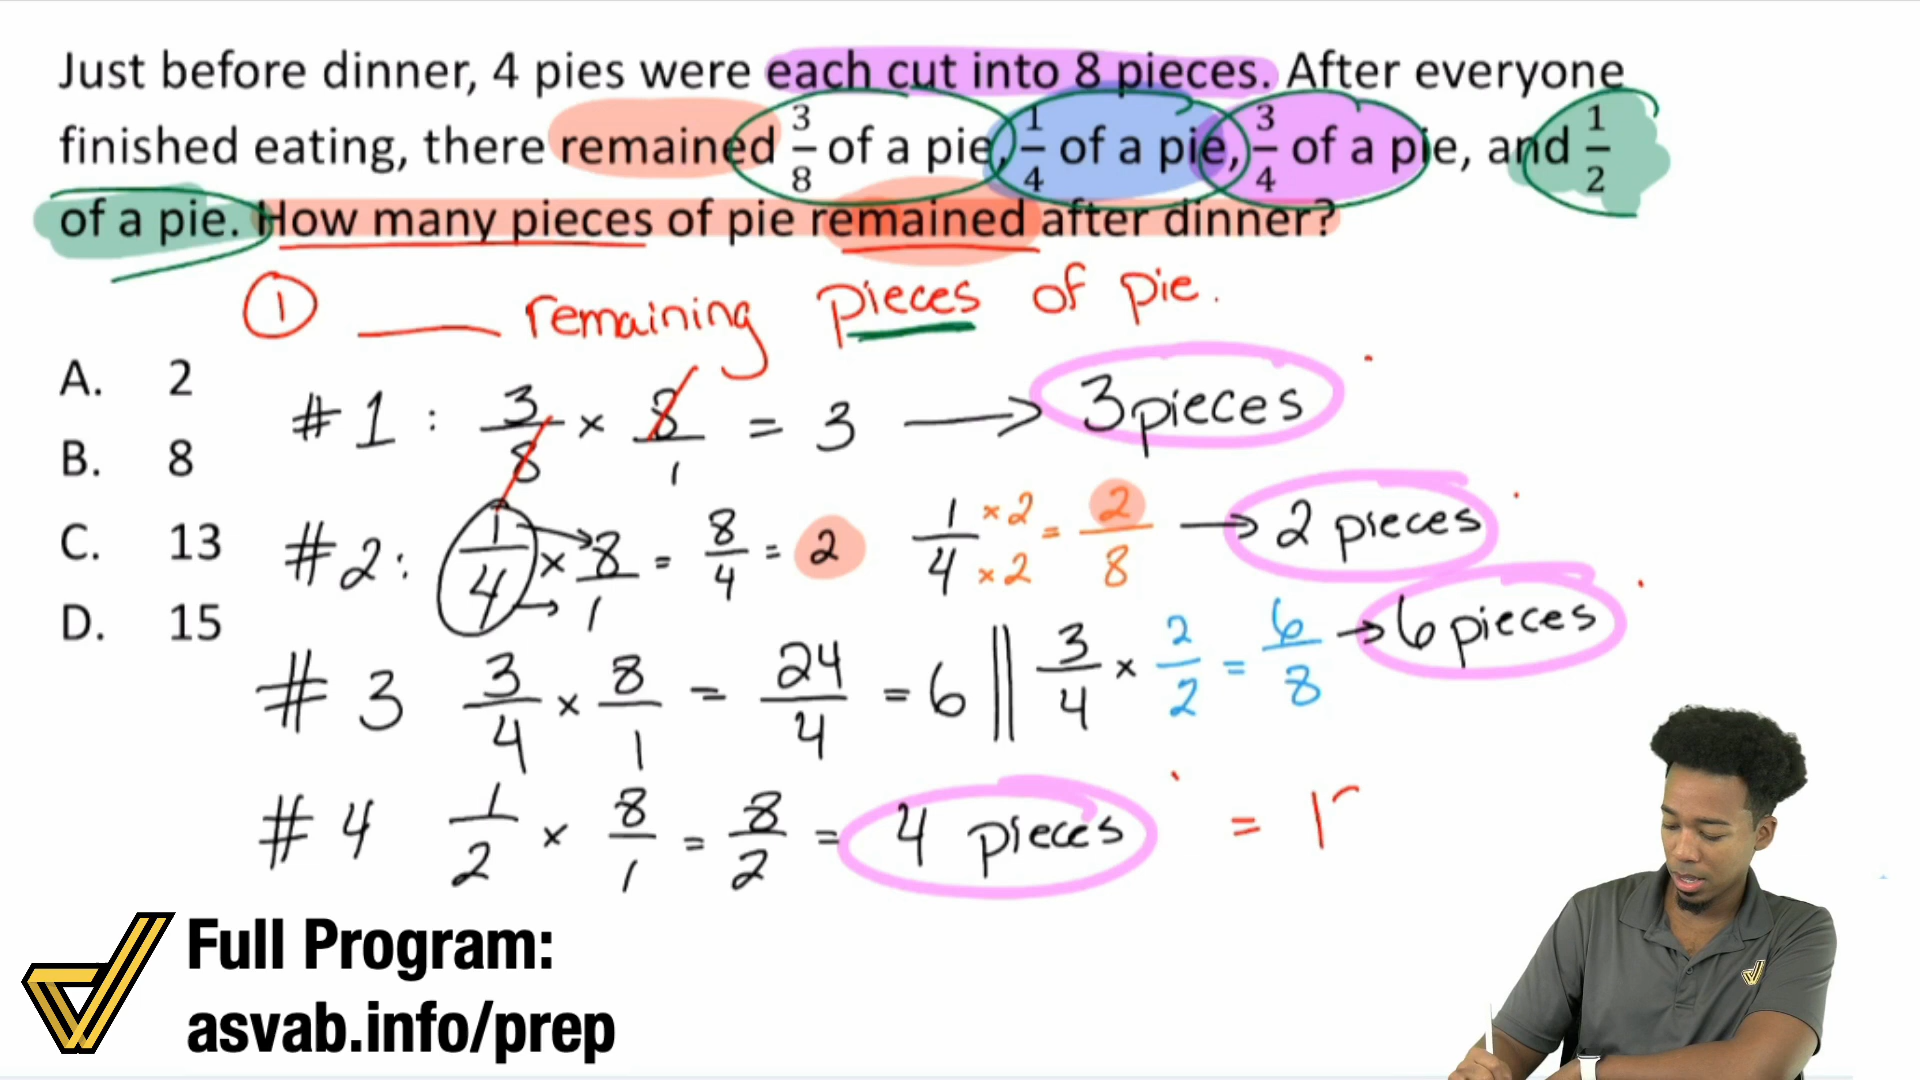 Just before dinner, 4 pies were each cut into 8 pieces. After everyone
finished eating, there remained 3/8 of a pie, 1/4 of a pie, 3/4 of a pie, and 1/2
of a pie. How many pieces of pie remained after dinner?
① ____ remaining pieces of pie.
A. 2
B. 8
C. 13
D. 15
#1: 3/8 × 8/1 = 3 → 3 pieces
#2: 1/4 × 8/1 = 8/4 = 2 1/4 ×2/×2 = 2/8 → 2 pieces
#3 3/4 × 8/1 = 24/4 = 6 || 3/4 × 2/2 = 6/8 → 6 pieces
#4 1/2 × 8/1 = 8/2 = 4 pieces = 1
Full Program:
asvab.info/prep